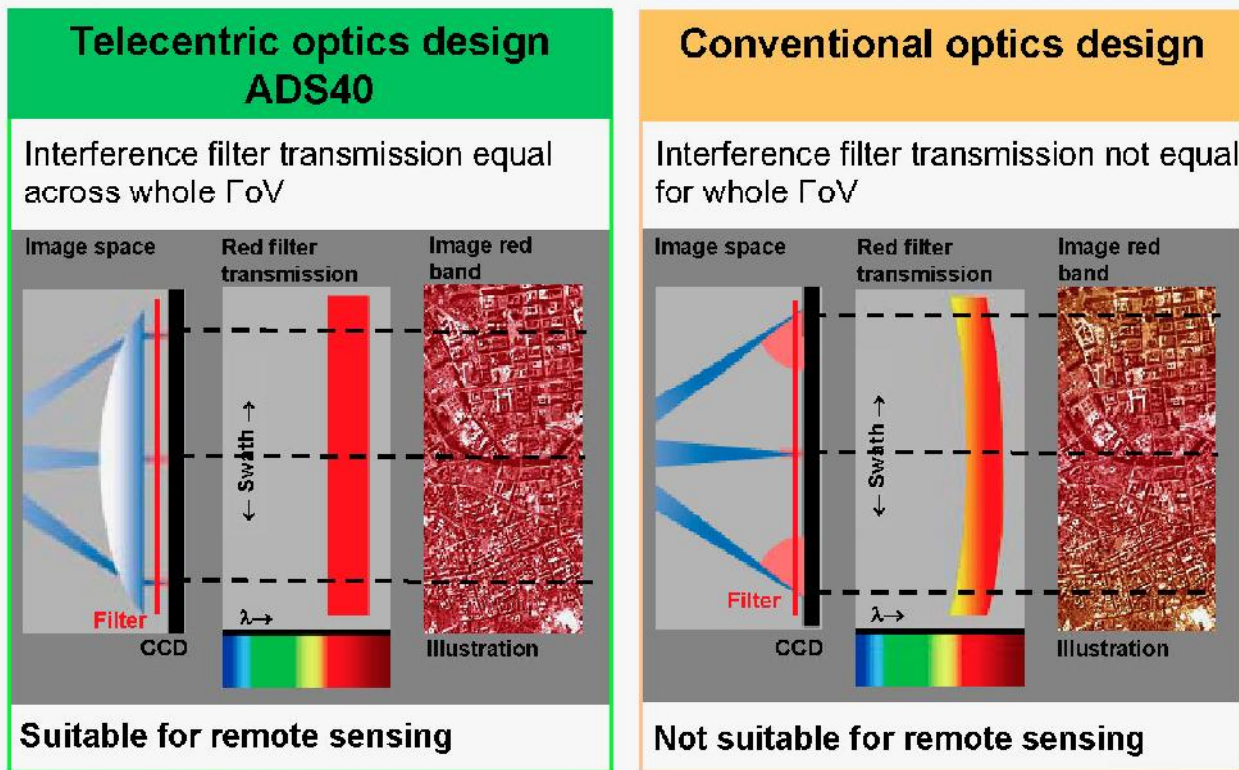 Telecentric optics design
ADS40
Interference filter transmission equal
across whole FoV
Image space
Red filter
transmission
Image red
band
← Swath →
Filter
λ→
CCD
Illustration
Suitable for remote sensing
Conventional optics design
Interference filter transmission not equal
for whole FoV
Image space
Red filter
transmission
Image red
band
← Swath →
Filter
λ→
CCD
Illustration
Not suitable for remote sensing